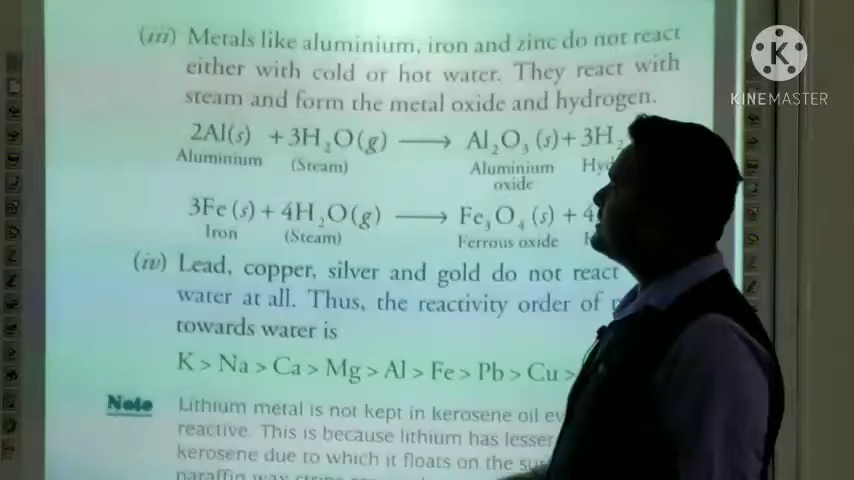 (iii) Metals like aluminium, iron and zinc do not react
either with cold or hot water. They react with
steam and form the metal oxide and hydrogen.
2Al(s) + 3H₂O(g) ⟶ Al₂O₃(s) + 3H₂
Aluminium (Steam) Aluminium
oxide
3Fe(s) + 4H₂O(g) ⟶ Fe₃O₄(s) + 4
Iron (Steam) Ferrous oxide
(iv) Lead, copper, silver and gold do not react
water at all. Thus, the reactivity order of
towards water is
K > Na > Ca > Mg > Al > Fe > Pb > Cu >
Note Lithium metal is not kept in kerosene oil
reactive. This is because lithium has lesser
kerosene due to which it floats on the
paraffin wax
K
KINEMASTER